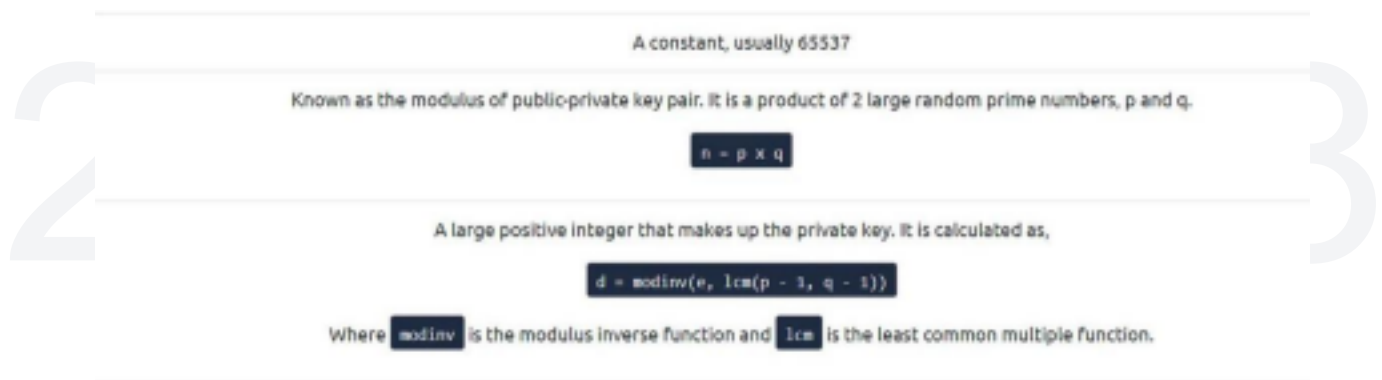 A constant, usually 65537
Known as the modulus of public-private key pair. It is a product of 2 large random prime numbers, p and q.
n = p x q
A large positive integer that makes up the private key. It is calculated as,
d = modinv(e, lcm(p - 1, q - 1))
Where modinv is the modulus inverse function and lcm is the least common multiple function.
2
3